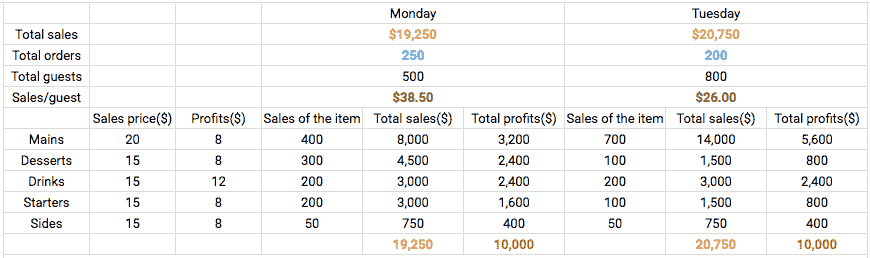 Monday Tuesday
Total sales $19,250 $20,750
Total orders 250 200
Total guests 500 800
Sales/guest $38.50 $26.00
Sales price($) Profits($) Sales of the item Total sales($) Total profits($) Sales of the item Total sales($) Total profits($)
Mains 20 8 400 8,000 3,200 700 14,000 5,600
Desserts 15 8 300 4,500 2,400 100 1,500 800
Drinks 15 12 200 3,000 2,400 200 3,000 2,400
Starters 15 8 200 3,000 1,600 100 1,500 800
Sides 15 8 50 750 400 50 750 400
19,250 10,000 20,750 10,000